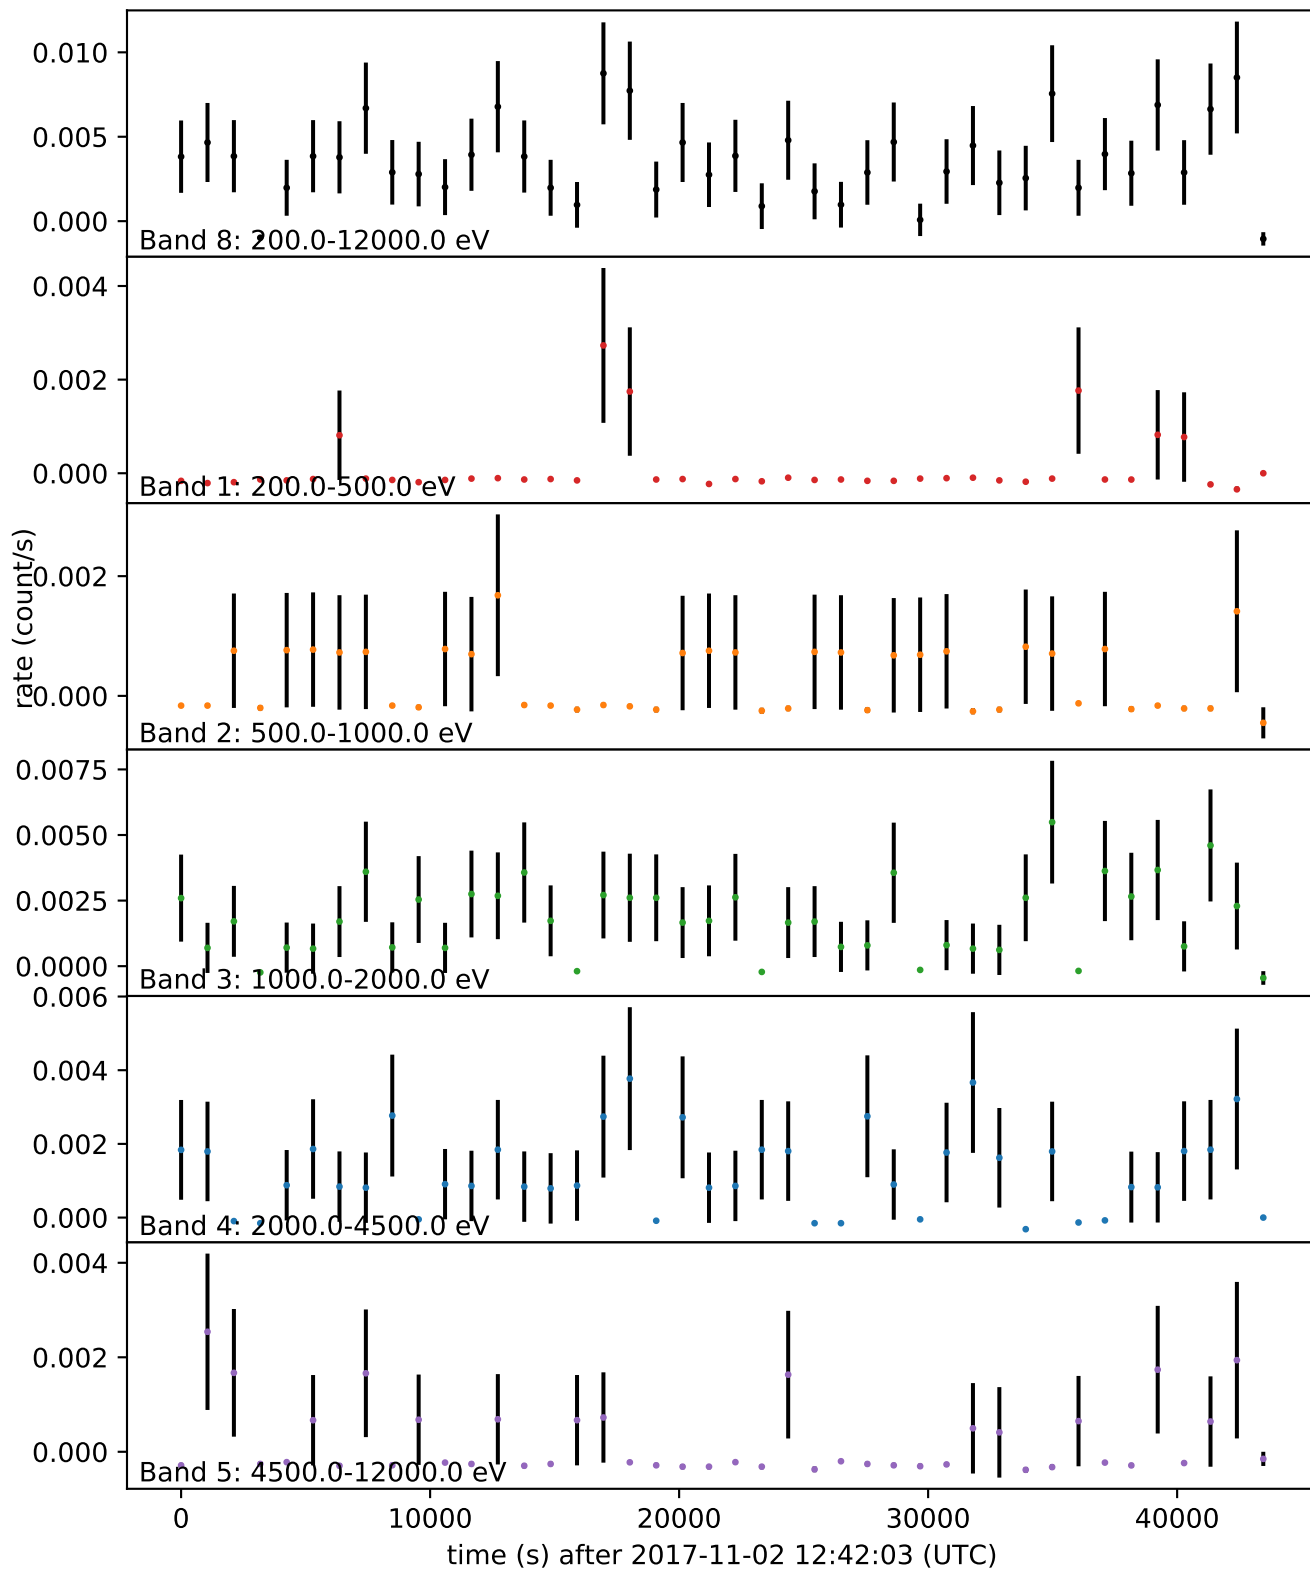 0.010
0.005
0.000
Band 8: 200.0-12000.0 eV
0.004
0.002
0.000
Band 1: 200.0-500.0 eV
rate (count/s)
0.002
0.000
Band 2: 500.0-1000.0 eV
0.0075
0.0050
0.0025
0.0000
Band 3: 1000.0-2000.0 eV
0.006
0.004
0.002
0.000
Band 4: 2000.0-4500.0 eV
0.004
0.002
0.000
Band 5: 4500.0-12000.0 eV
0 10000 20000 30000 40000
time (s) after 2017-11-02 12:42:03 (UTC)